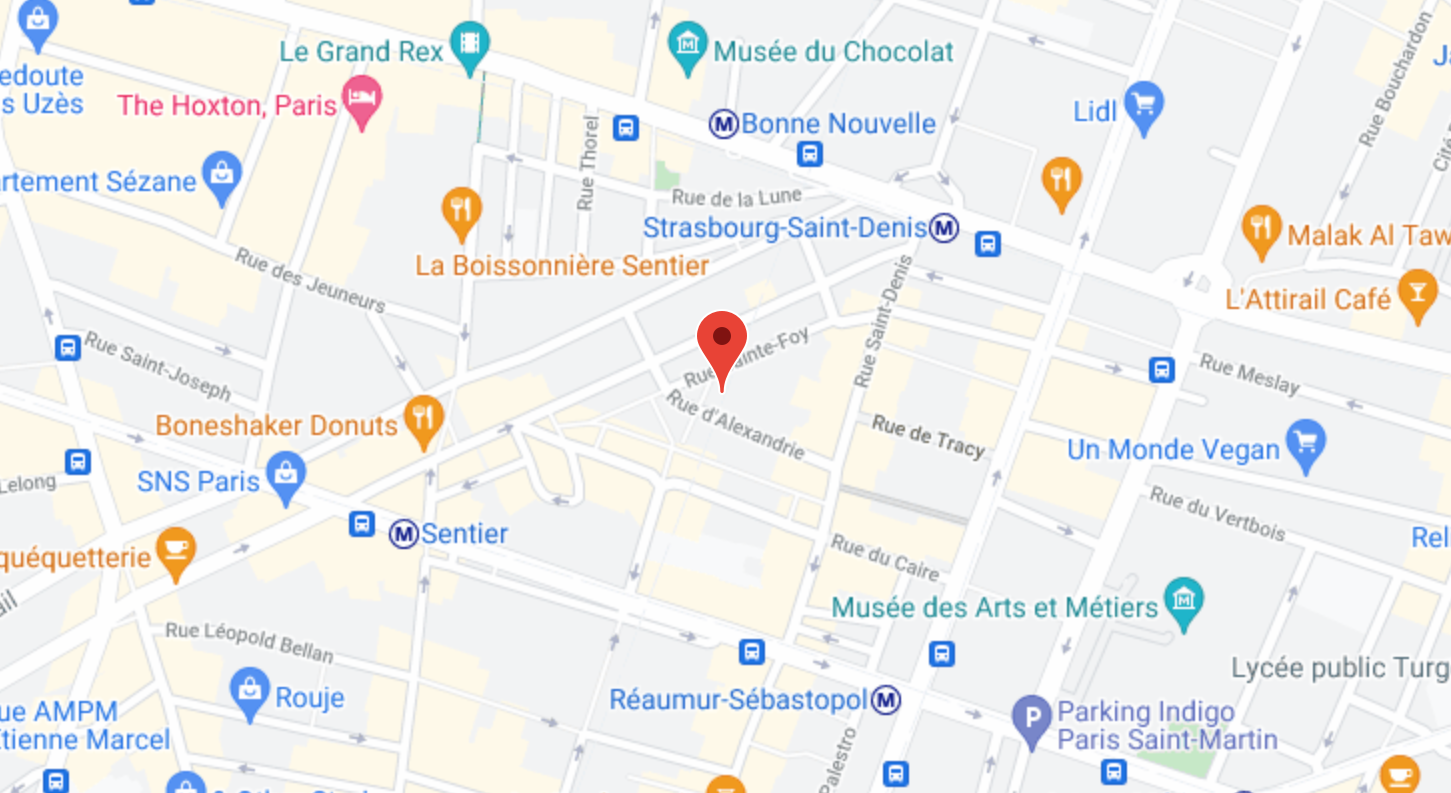 Le Grand Rex
Musée du Chocolat
edoute
s Uzès
The Hoxton, Paris
Bonne Nouvelle
Lidl
Rue Bouchardon
Cité
Rue Thorel
rtement Sézane
Rue de la Lune
Strasbourg-Saint-Denis
Malak Al Taw
La Boissonnière Sentier
Rue des Jeuneurs
L'Attirail Café
Rue Saint-Denis
Rue Saint-Joseph
Rue
inte-Foy
Rue Meslay
Rue d'Alexandrie
Boneshaker Donuts
Rue de Tracy
Un Monde Vegan
SNS Paris
Lelong
Rue du Vertbois
Sentier
Rel
quéquetterie
Rue du Caire
ail
Musée des Arts et Métiers
Rue Léopold Bellan
Lycée public Turg
Rouje
Réaumur-Sébastopol
ue AMPM
Etienne Marcel
Parking Indigo
Paris Saint-Martin
Palestro
M
M
M
M
P